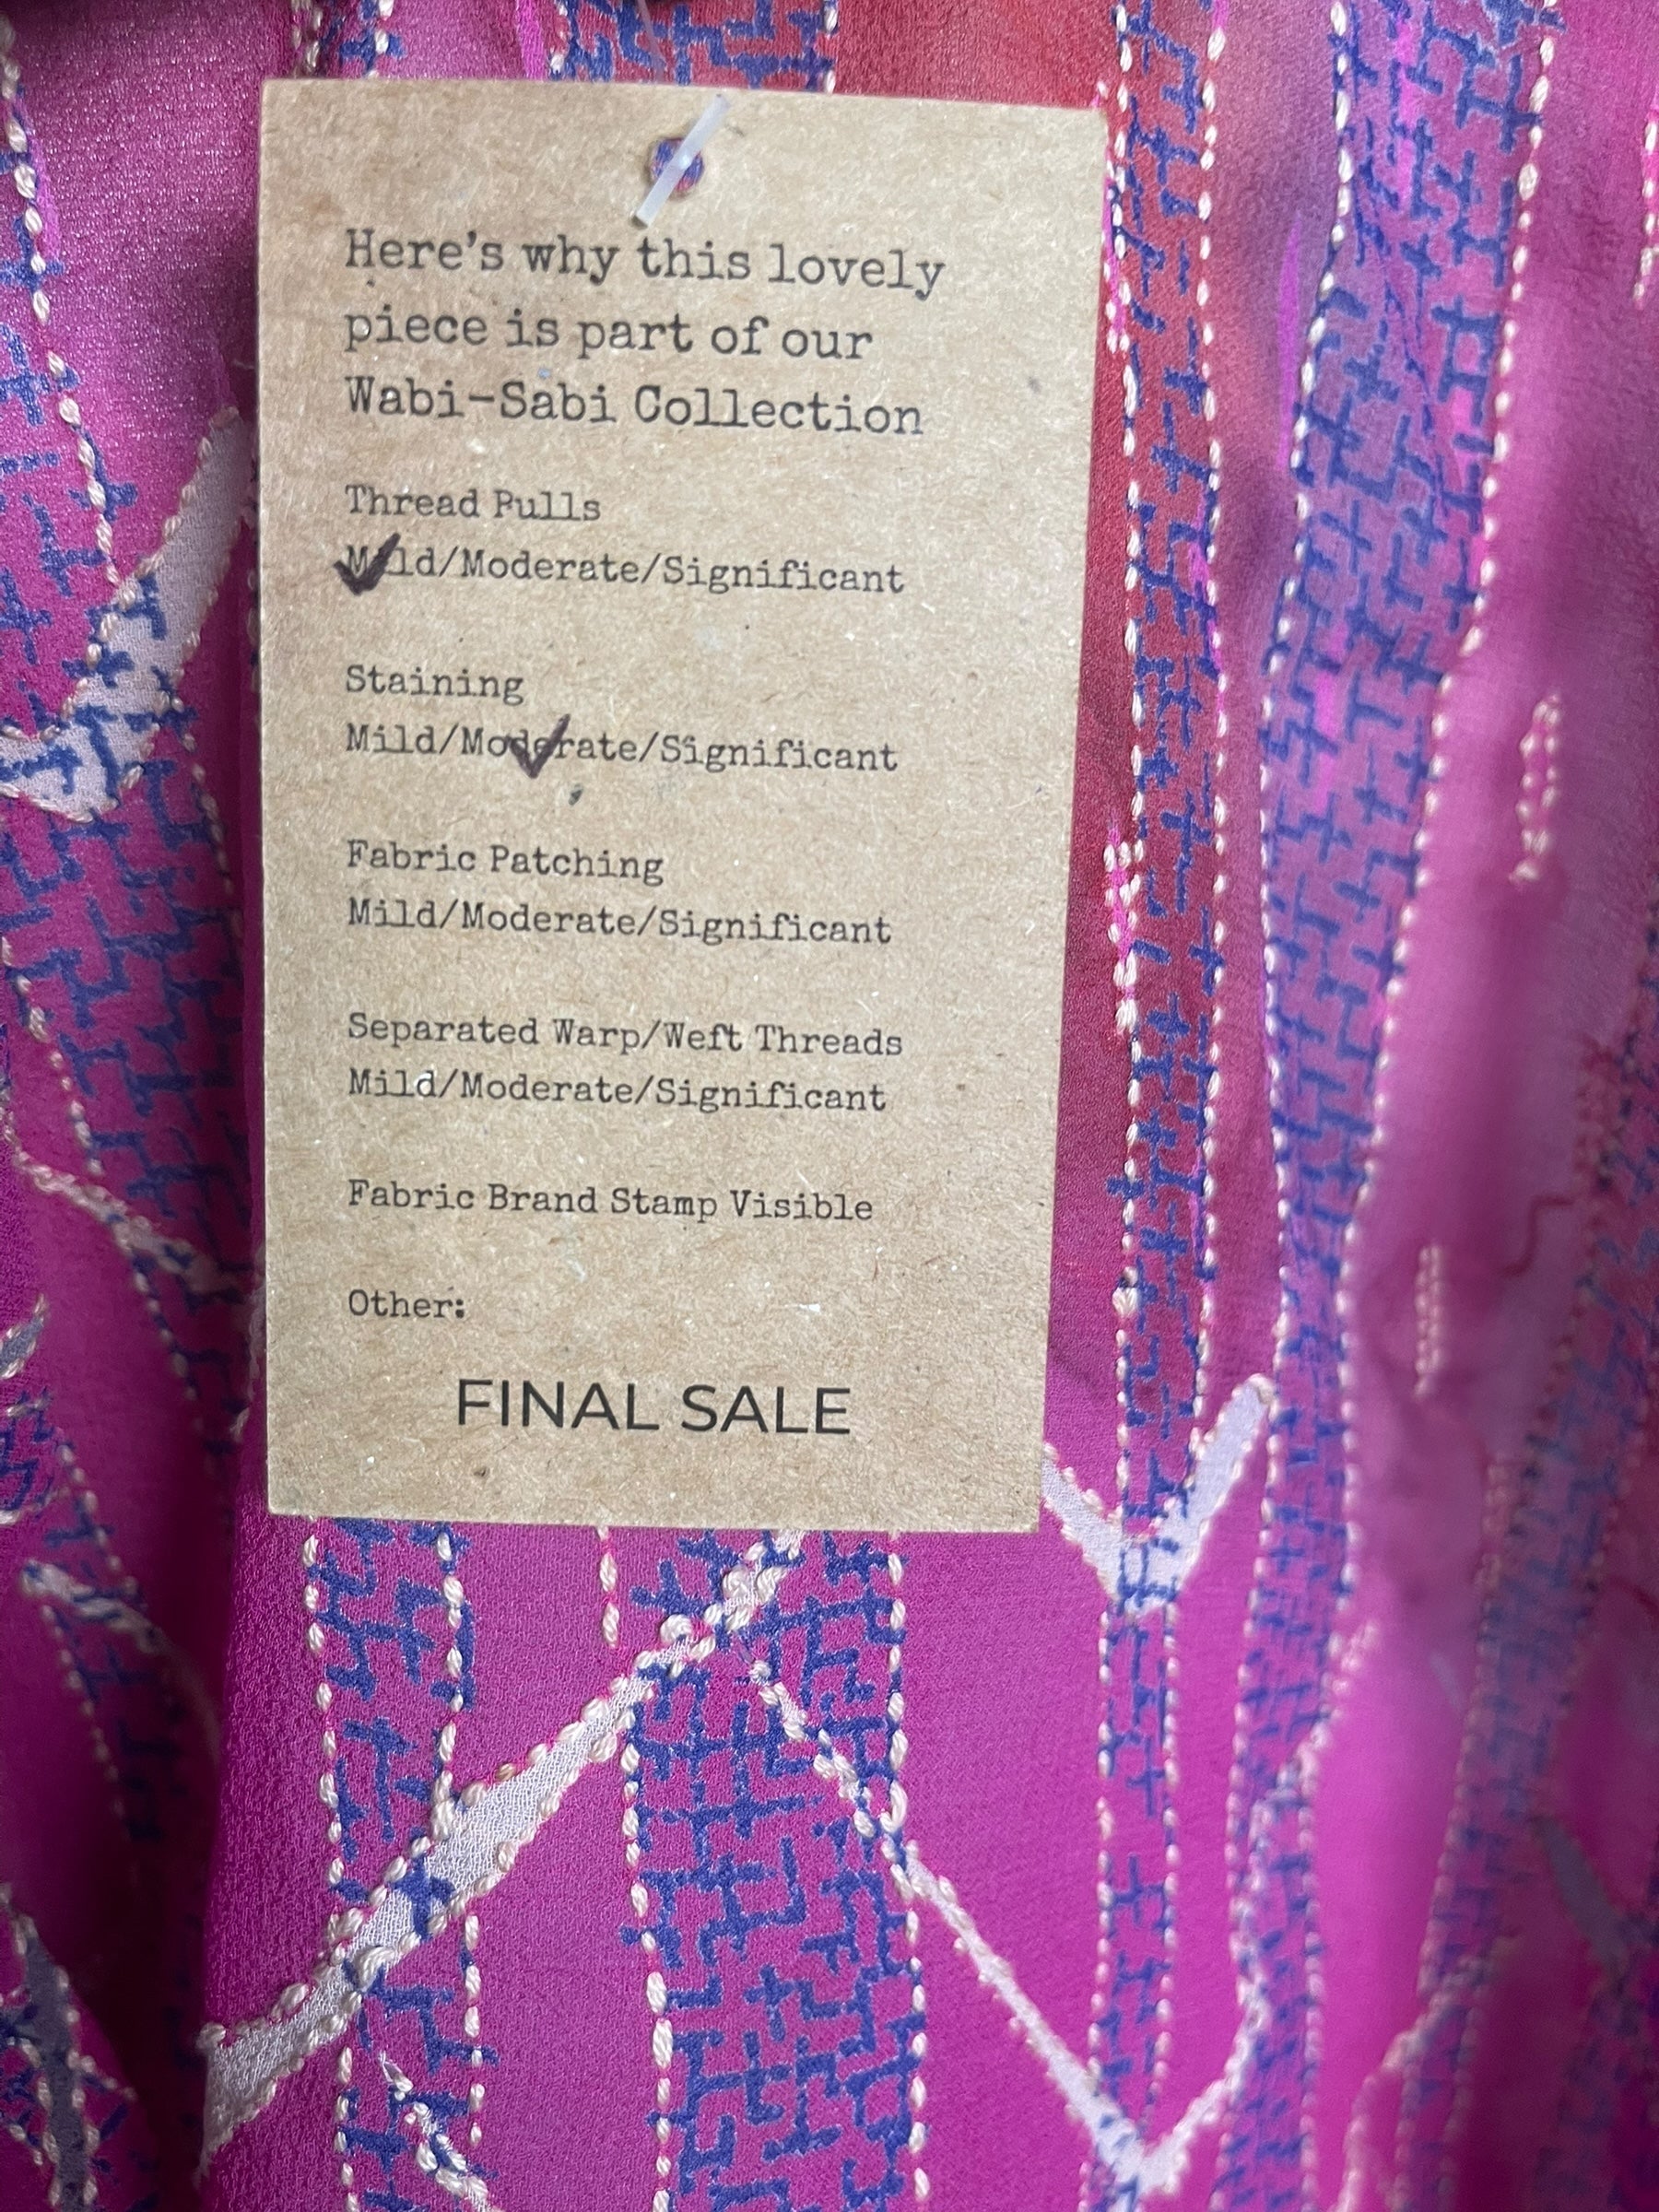 Here's why this lovely
piece is part of our
Wabi-Sabi Collection
Thread Pulls
Mild/Moderate/Significant
Staining
Mild/Moderate/Significant
Fabric Patching
Mild/Moderate/Significant
Separated Warp/Weft Threads
Mild/Moderate/Significant
Fabric Brand Stamp Visible
Other:
FINAL SALE